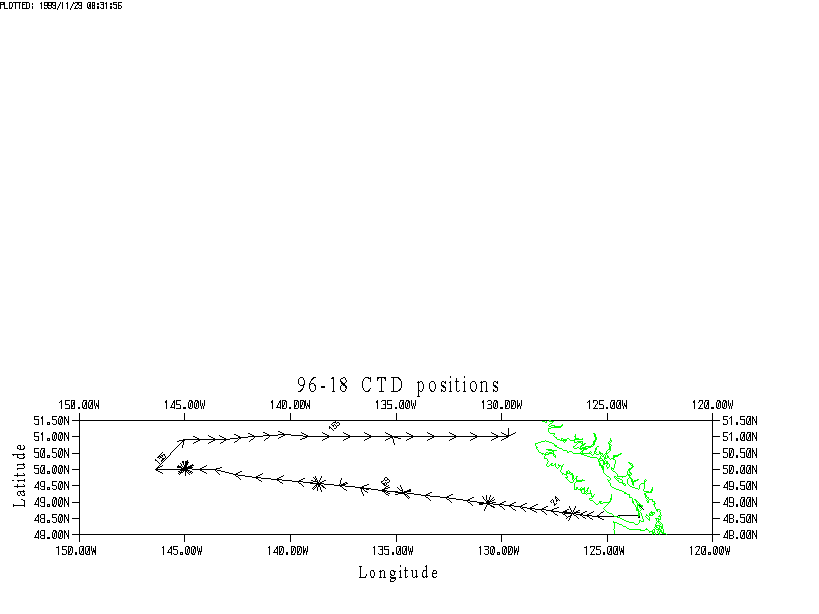 PLOTTED: 1999/11/29 08:31:56
96-18 CTD positions
150.00W 145.00W 140.00W 135.00W 130.00W 125.00W 120.00W
51.50N 51.50N
51.00N 155 51.00N
50.50N 50.50N
50.00N 50.00N
49.50N 49.50N
49.00N 24 49.00N
48.50N 48.50N
48.00N 48.00N
150.00W 145.00W 140.00W 135.00W 130.00W 125.00W 120.00W
Latitude
Longitude